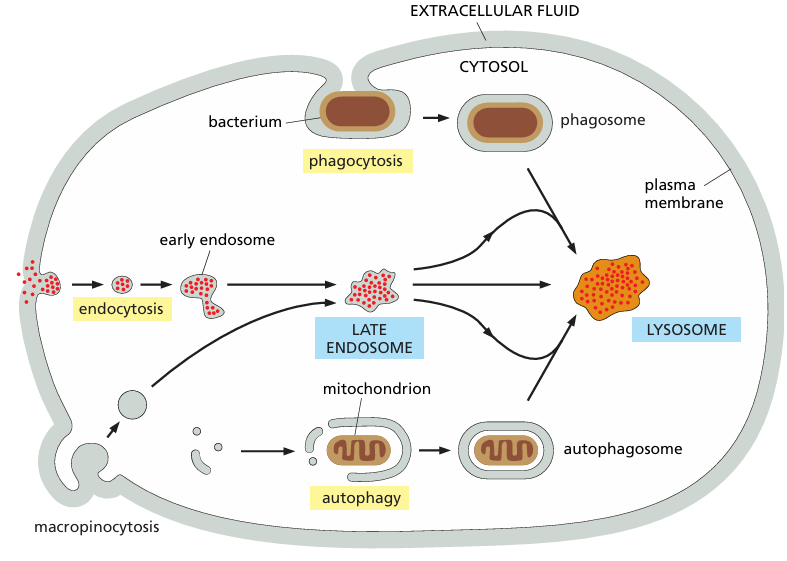 EXTRACELLULAR FLUID
CYTOSOL
bacterium
phagosome
phagocytosis
plasma
membrane
early endosome
endocytosis
LATE
ENDOSOME
LYSOSOME
mitochondrion
autophagosome
autophagy
macropinocytosis